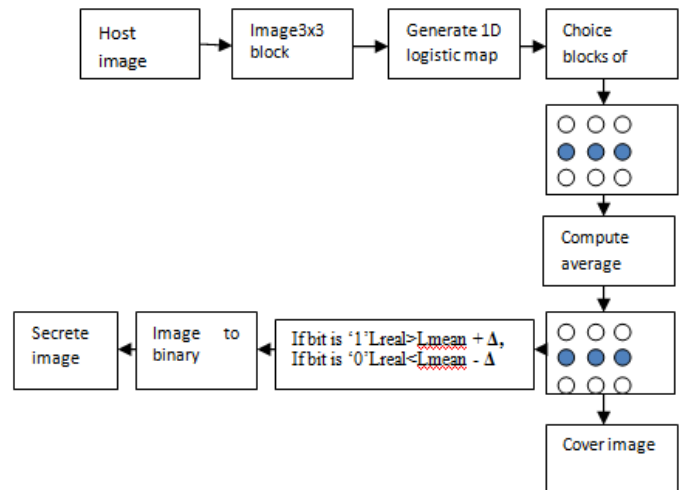 Host
image
Image3x3
block
Generate 1D
logistic map
Choice
blocks of
Compute
average
Secrete
image
Image to
binary
If bit is ‘1’Lreal>Lmean + Δ,
If bit is ‘0’Lreal<Lmean - Δ
Cover image